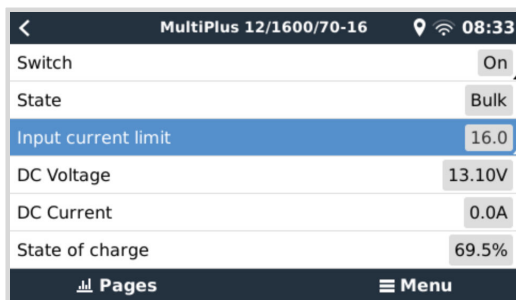 MultiPlus 12/1600/70-16 08:33
Switch On
State Bulk
Input current limit 16.0
DC Voltage 13.10V
DC Current 0.0A
State of charge 69.5%
Pages Menu